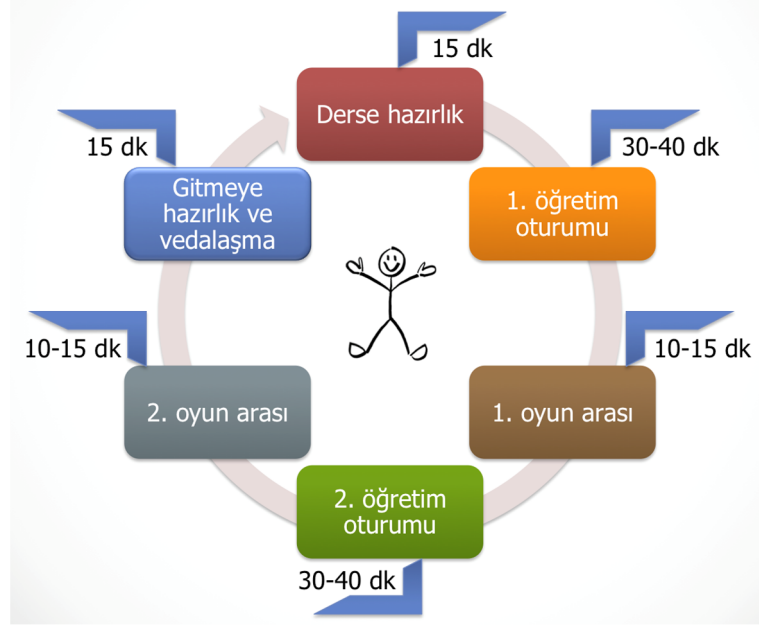 15 dk
Derse hazırlık
30-40 dk
1. öğretim
oturumu
10-15 dk
1. oyun arası
2. öğretim
oturumu
30-40 dk
10-15 dk
2. oyun arası
15 dk
Gitmeye
hazırlık ve
vedalaşma